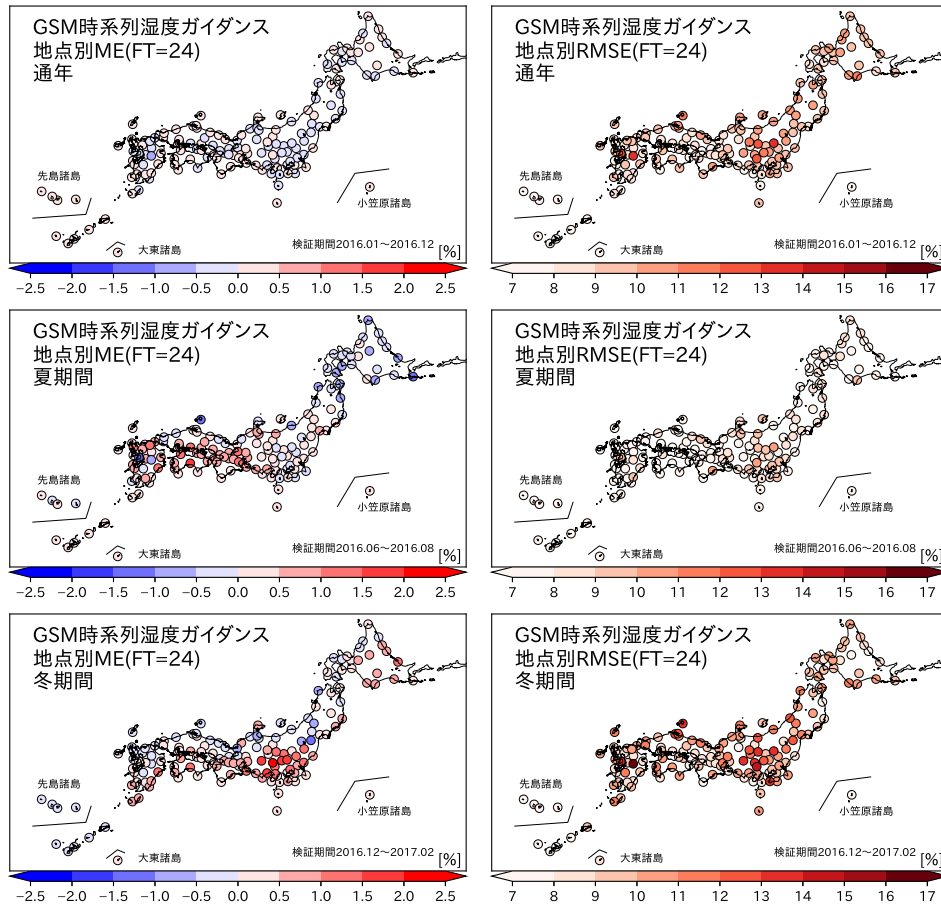 GSM時系列湿度ガイダンス
地点別ME(FT=24)
通年
先島諸島
小笠原諸島
大東諸島
検証期間2016.01～2016.12
[%]
−2.5 −2.0 −1.5 −1.0 −0.5 0.0 0.5 1.0 1.5 2.0 2.5
GSM時系列湿度ガイダンス
地点別RMSE(FT=24)
通年
先島諸島
小笠原諸島
大東諸島
検証期間2016.01～2016.12
[%]
7 8 9 10 11 12 13 14 15 16 17
GSM時系列湿度ガイダンス
地点別ME(FT=24)
夏期間
先島諸島
小笠原諸島
大東諸島
検証期間2016.06～2016.08
[%]
−2.5 −2.0 −1.5 −1.0 −0.5 0.0 0.5 1.0 1.5 2.0 2.5
GSM時系列湿度ガイダンス
地点別RMSE(FT=24)
夏期間
先島諸島
小笠原諸島
大東諸島
検証期間2016.06～2016.08
[%]
7 8 9 10 11 12 13 14 15 16 17
GSM時系列湿度ガイダンス
地点別ME(FT=24)
冬期間
先島諸島
小笠原諸島
大東諸島
検証期間2016.12～2017.02
[%]
−2.5 −2.0 −1.5 −1.0 −0.5 0.0 0.5 1.0 1.5 2.0 2.5
GSM時系列湿度ガイダンス
地点別RMSE(FT=24)
冬期間
先島諸島
小笠原諸島
大東諸島
検証期間2016.12～2017.02
[%]
7 8 9 10 11 12 13 14 15 16 17